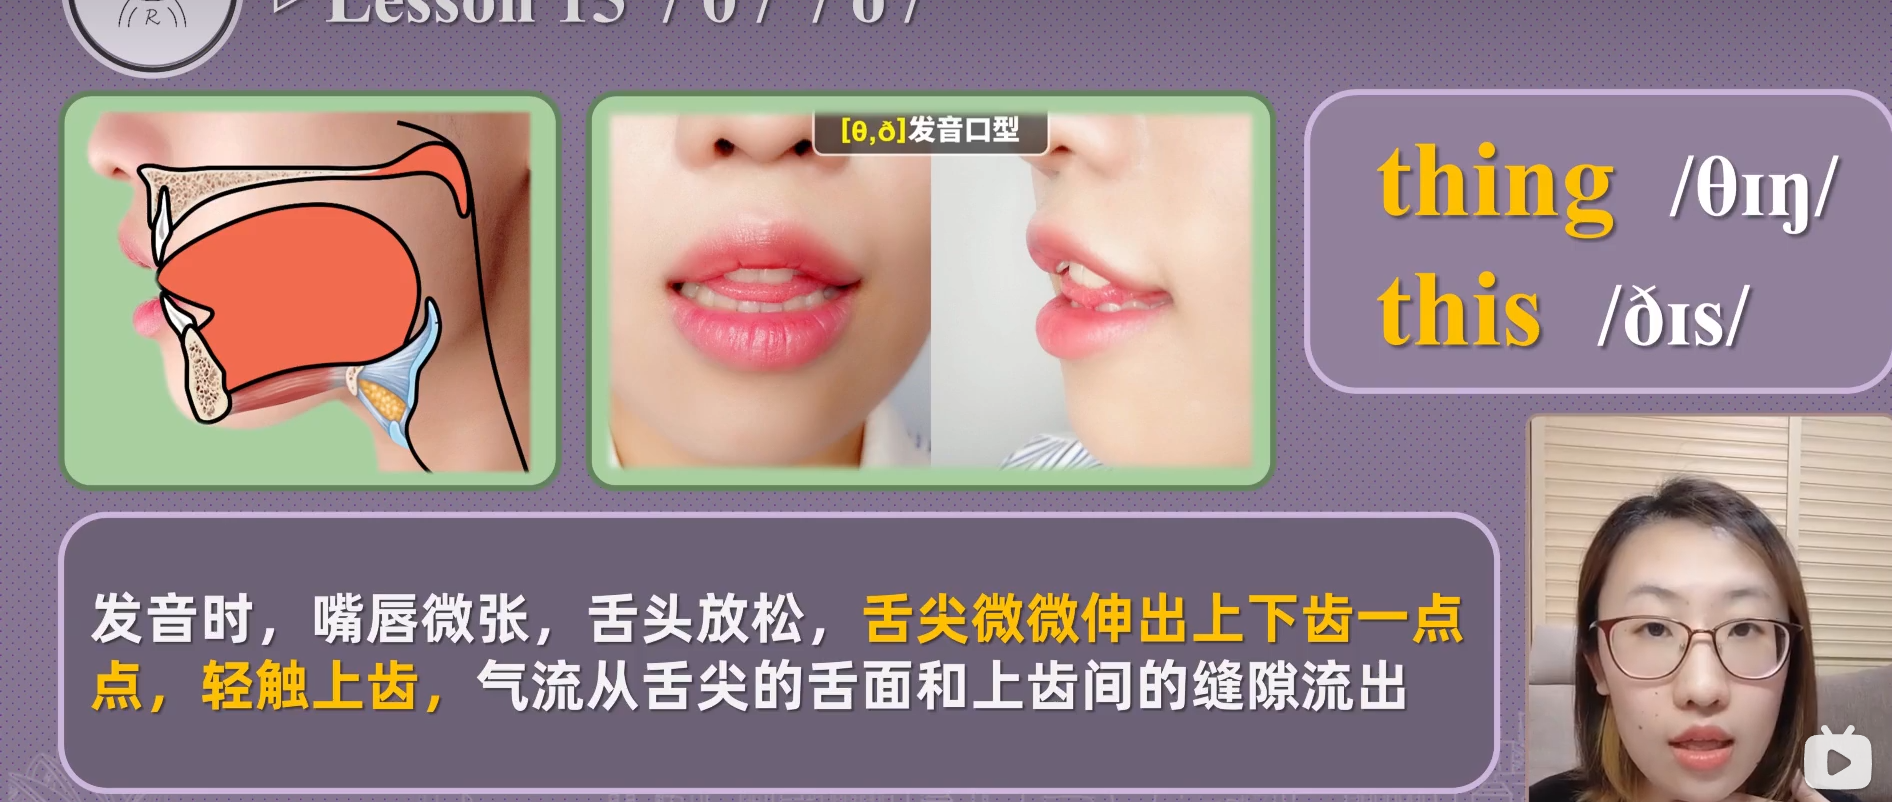 R
Lesson 13 /θ/ /ð/
[θ,ð]发音口型
thing /θɪŋ/
this /ðɪs/
发音时，嘴唇微张，舌头放松，舌尖微微伸出上下齿一点
点，轻触上齿，气流从舌尖的舌面和上齿间的缝隙流出